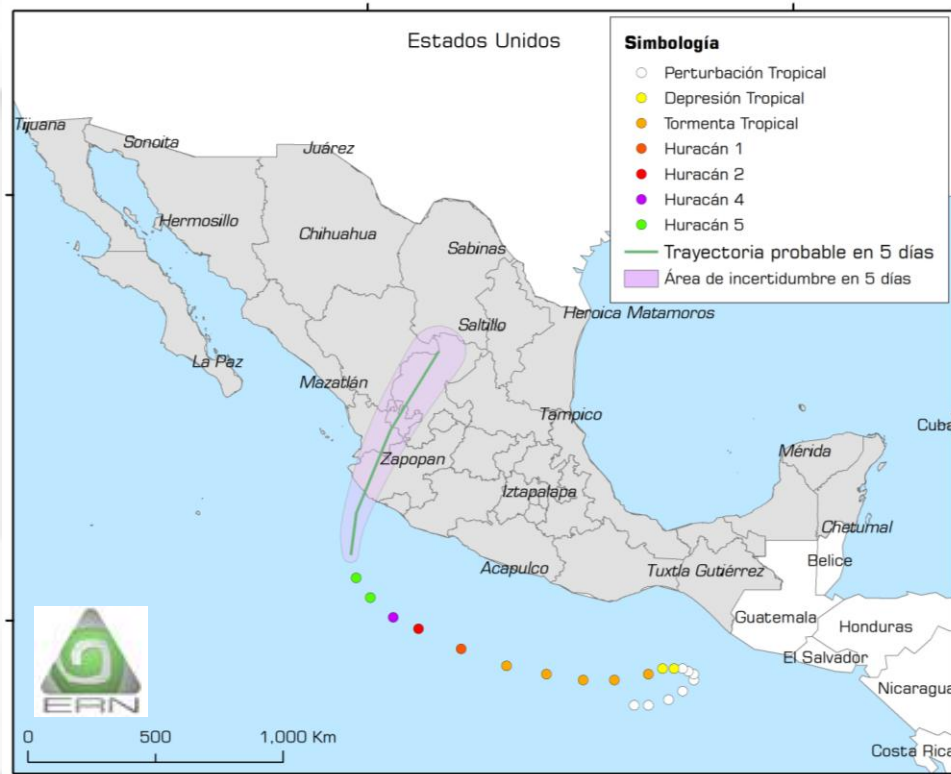 Estados Unidos
Simbología
Perturbación Tropical
Depresión Tropical
Tormenta Tropical
Huracán 1
Huracán 2
Huracán 4
Huracán 5
Trayectoria probable en 5 días
Área de incertidumbre en 5 días
Tijuana
Sonoita
Juárez
Hermosillo
Chihuahua
Sabinas
Saltillo
Heroica Matamoros
La Paz
Mazatlán
Tampico
Cuba
Zapopan
Mérida
Iztapalapa
Chetumal
Acapulco
Tuxtla Gutiérrez
Belice
Guatemala
Honduras
El Salvador
Nicaragua
Costa Rica
ERN
0 500 1,000 Km